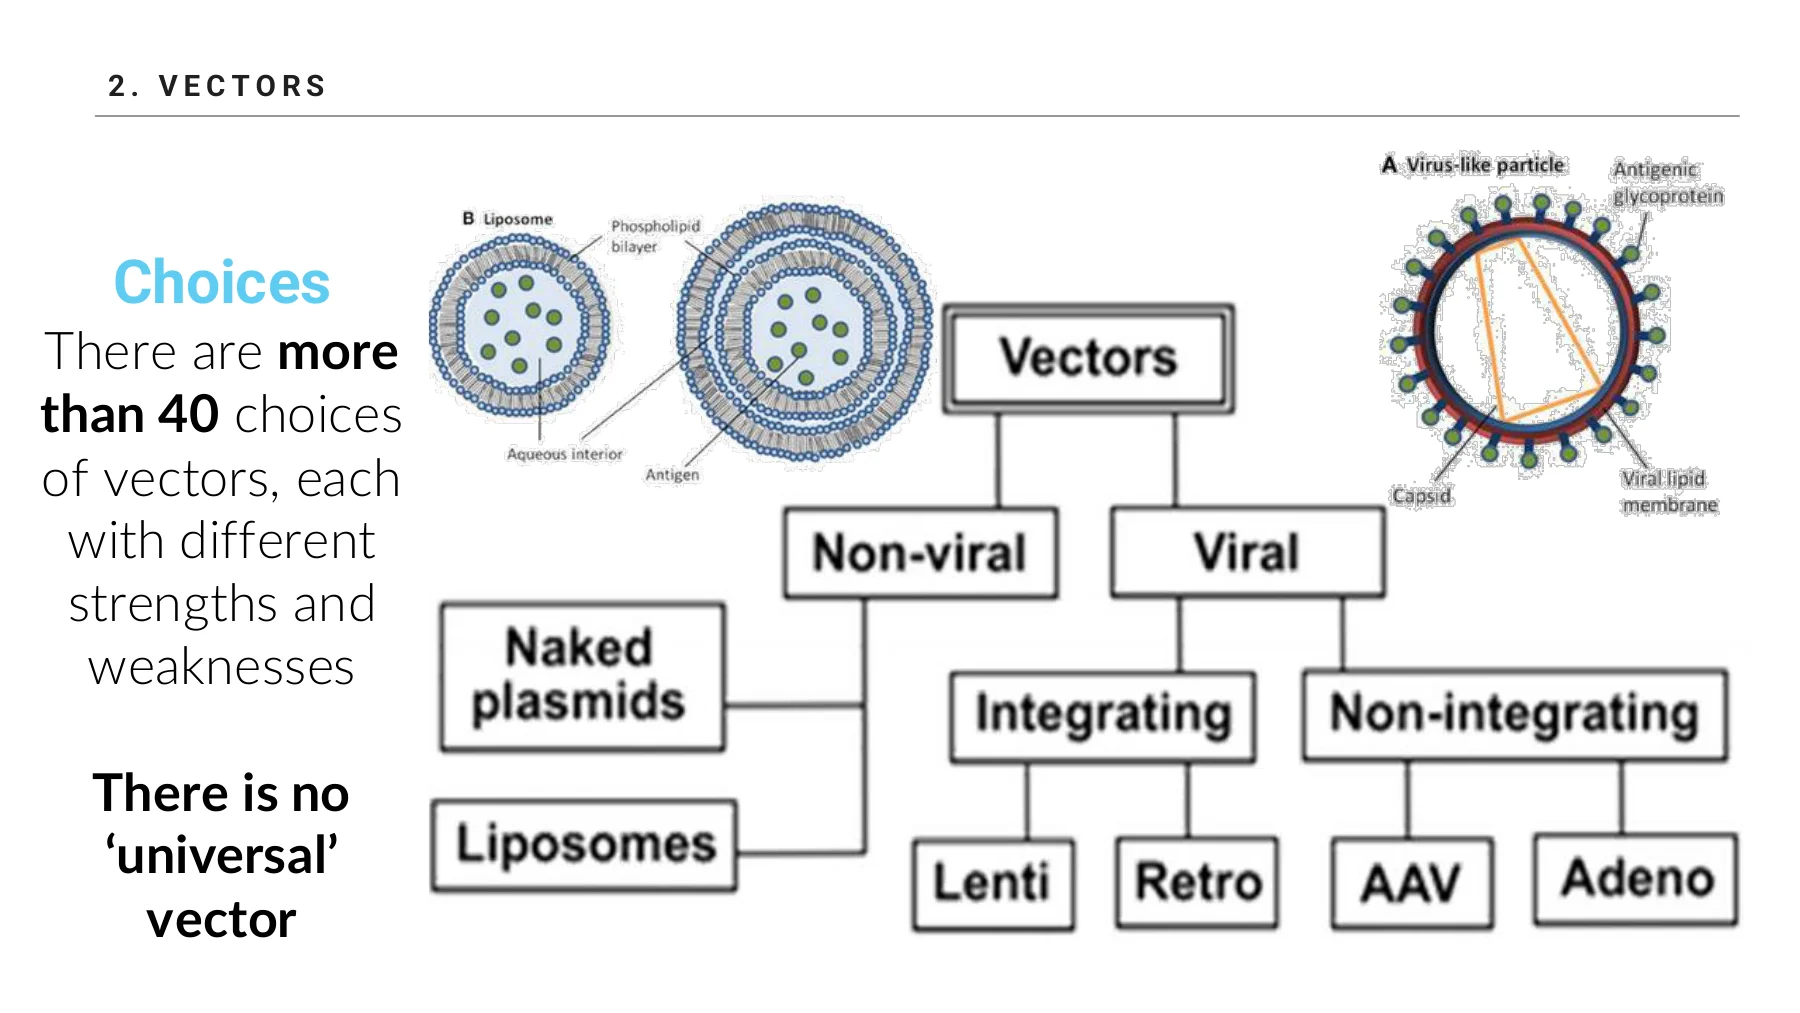 2. VECTORS
Choices
There are more
than 40 choices
of vectors, each
with different
strengths and
weaknesses
There is no
‘universal’
vector
B Liposome
Phospholipid
bilayer
Aqueous interior
Antigen
A Virus-like particle
Antigenic
glycoprotein
Capsid
Viral lipid
membrane
Vectors
Non-viral
Viral
Naked
plasmids
Liposomes
Integrating
Non-integrating
Lenti
Retro
AAV
Adeno